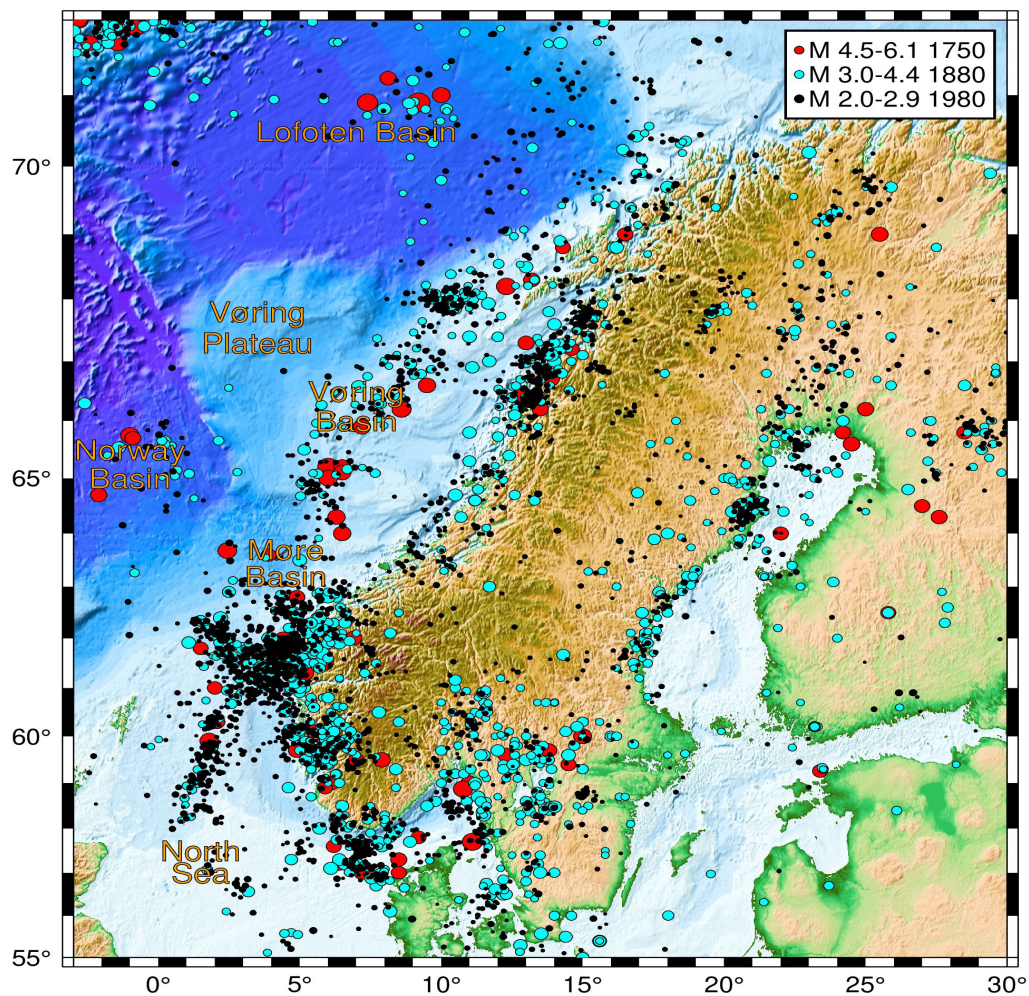 M 4.5-6.1 1750
M 3.0-4.4 1880
M 2.0-2.9 1980
Lofoten Basin
70°
Vøring
Plateau
Vøring
Basin
Norway
Basin
65°
Møre
Basin
60°
North
Sea
55°
0° 5° 10° 15° 20° 25° 30°